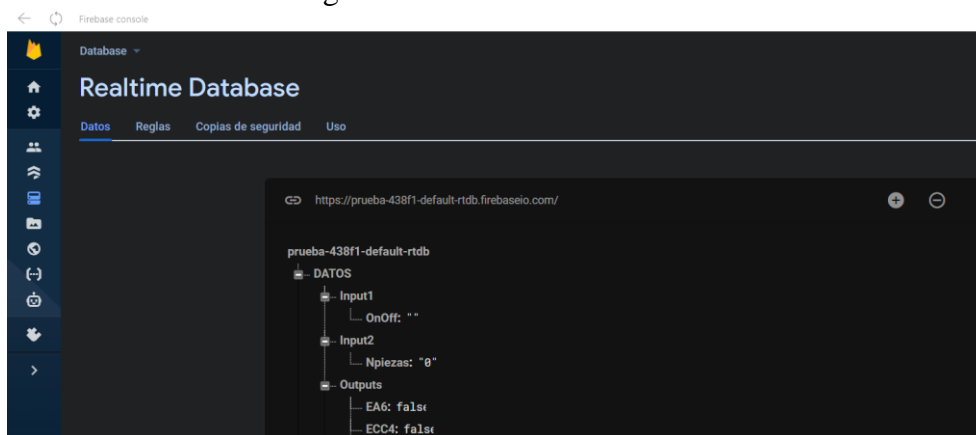 Firebase console
Database
Realtime Database
Datos Reglas Copias de seguridad Uso
https://prueba-438f1-default-rtdb.firebaseio.com/
prueba-438f1-default-rtdb
DATOS
Input1
OnOff: ""
Input2
Npiezas: "0"
Outputs
EA6: false
ECC4: false